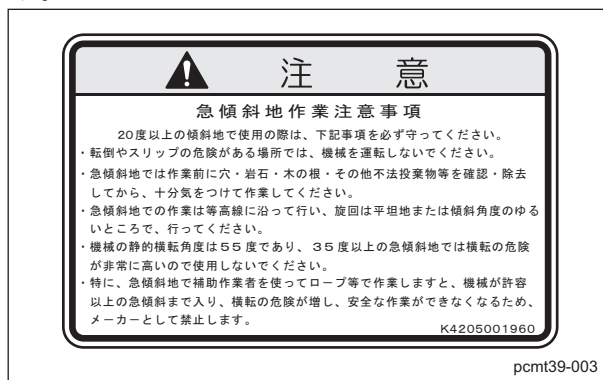 注 意
急傾斜地作業注意事項
20度以上の傾斜地で使用の際は、下記事項を必ず守ってください。
・転倒やスリップの危険がある場所では、機械を運転しないでください。
・急傾斜地では作業前に穴・岩石・木の根・その他不法投棄物等を確認・除去
してから、十分気をつけて作業してください。
・急傾斜地での作業は等高線に沿って行い、旋回は平坦地または傾斜角度のゆる
いところで、行ってください。
・機械の静的横転角度は55度であり、35度以上の急傾斜地では横転の危険
が非常に高いので使用しないでください。
・特に、急傾斜地で補助作業者を使ってロープ等で作業しますと、機械が許容
以上の急傾斜まで入り、横転の危険が増し、安全な作業ができなくなるため、
メーカーとして禁止します。
K4205001960
pcmt39-003